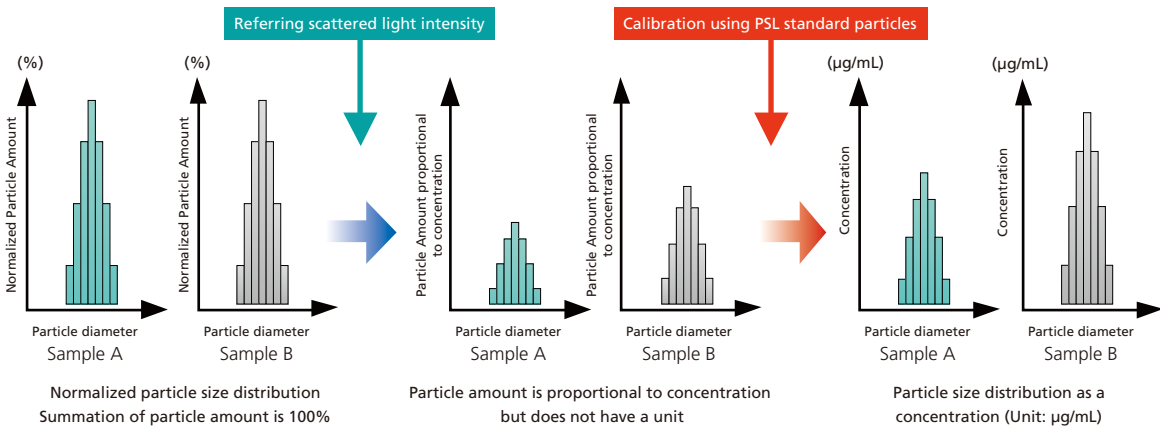 Referring scattered light intensity
Calibration using PSL standard particles
(%)
Normalized Particle Amount
Particle diameter
Sample A
(%)
Normalized Particle Amount
Particle diameter
Sample B
Normalized particle size distribution
Summation of particle amount is 100%
Particle Amount proportional
to concentration
Particle diameter
Sample A
Particle Amount proportional
to concentration
Particle diameter
Sample B
Particle amount is proportional to concentration
but does not have a unit
(μg/mL)
Concentration
Particle diameter
Sample A
(μg/mL)
Concentration
Particle diameter
Sample B
Particle size distribution as a
concentration (Unit: μg/mL)